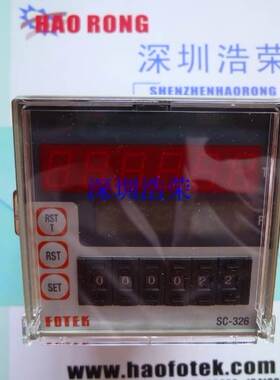 HAO RONG
深圳浩荣
SHENZHENHAORONG
深圳浩荣
RST
T
RST
SET
0 0 0 0 2 2
FOTEK
SC-326
www.haofotek.com